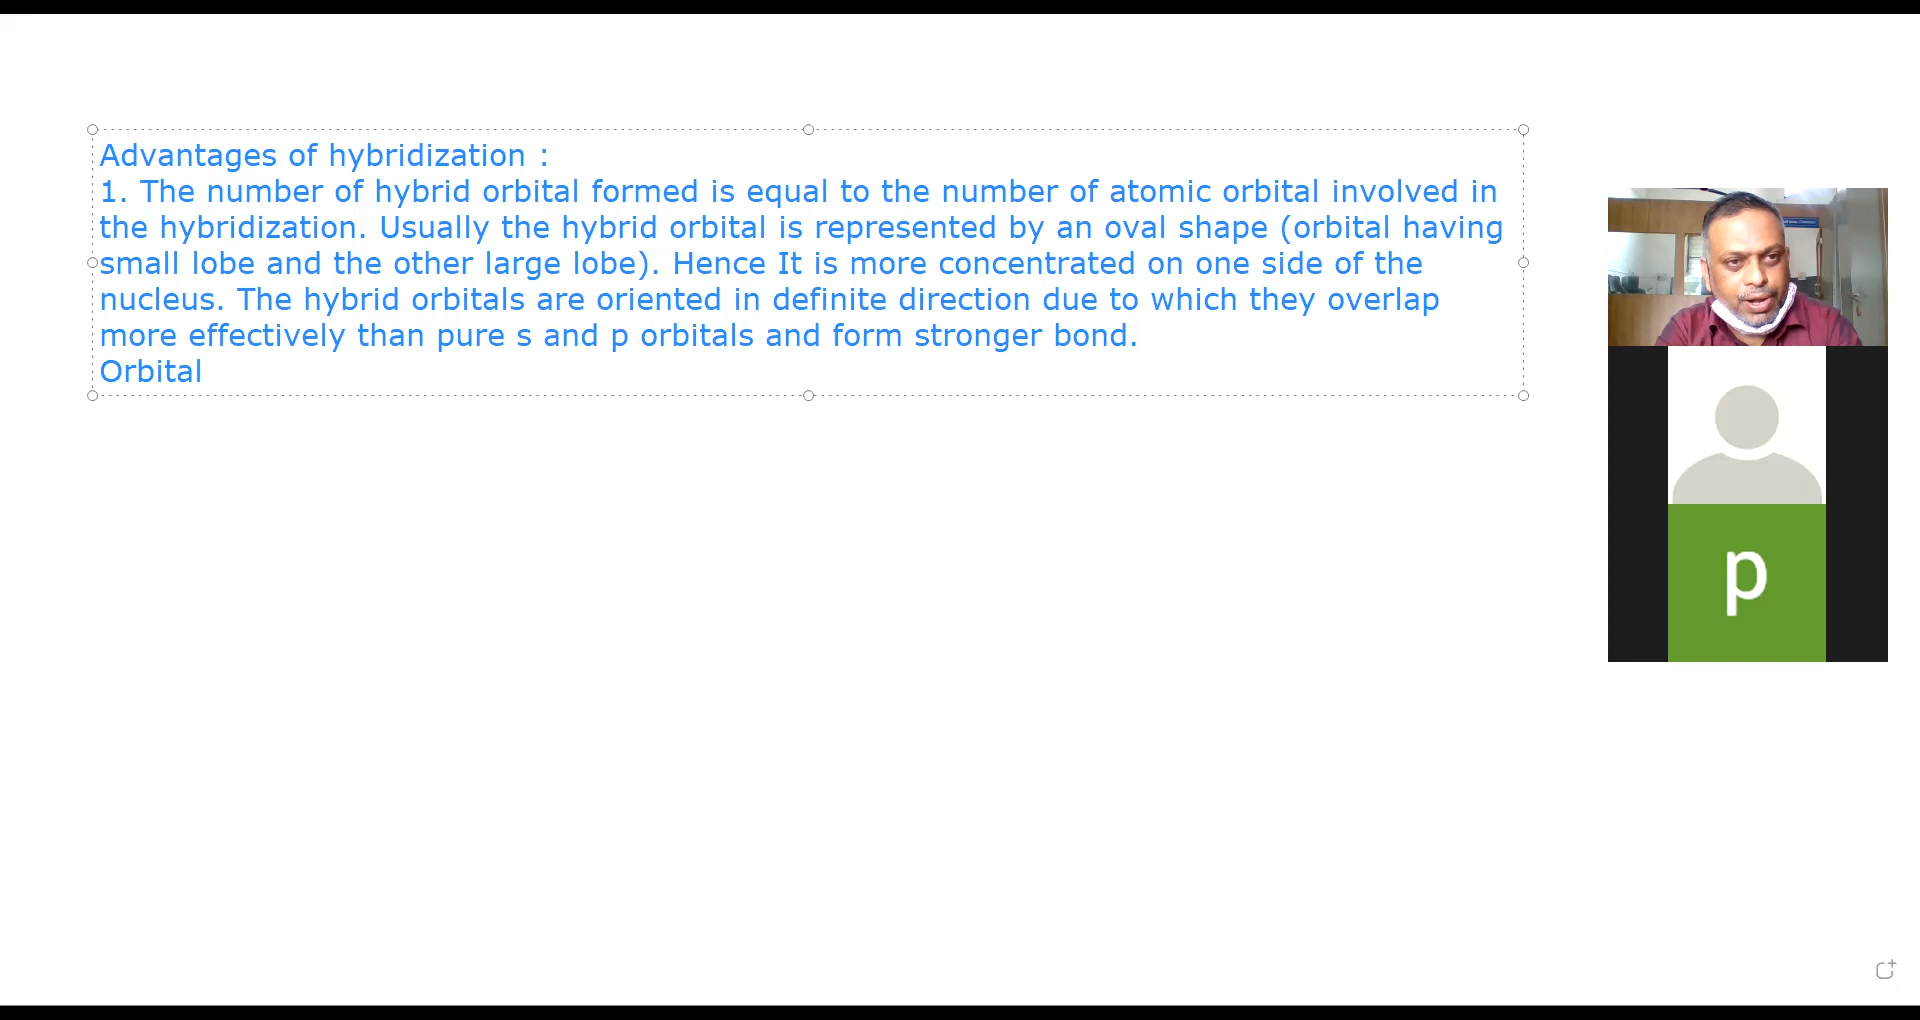 Advantages of hybridization :
1. The number of hybrid orbital formed is equal to the number of atomic orbital involved in
the hybridization. Usually the hybrid orbital is represented by an oval shape (orbital having
small lobe and the other large lobe). Hence It is more concentrated on one side of the
nucleus. The hybrid orbitals are oriented in definite direction due to which they overlap
more effectively than pure s and p orbitals and form stronger bond.
Orbital
p